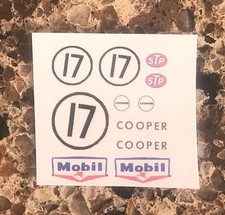 17 17 STP
STP
17
COOPER
COOPER
Mobil Mobil